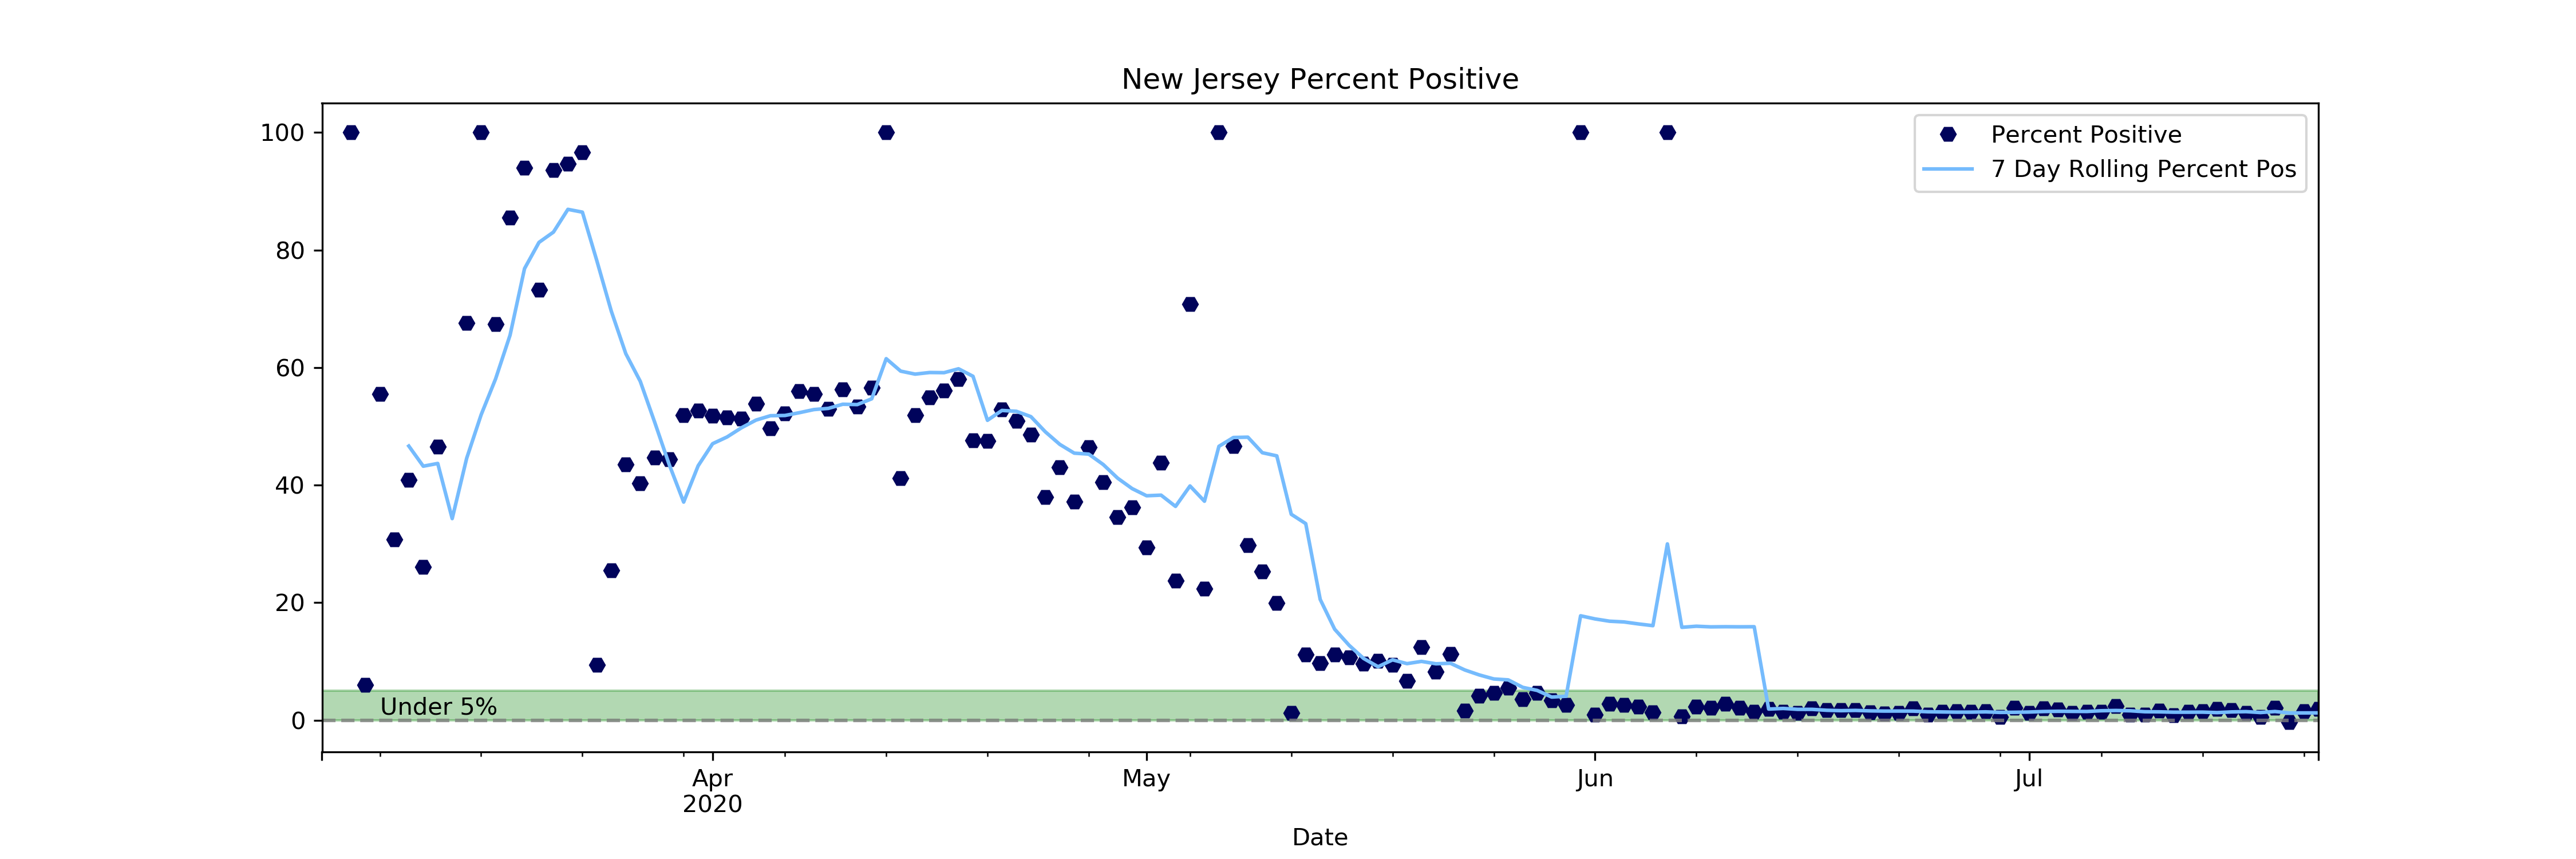 New Jersey Percent Positive
100
80
60
40
20
0
Percent Positive
7 Day Rolling Percent Pos
Under 5%
Apr
2020
May
Jun
Jul
Date